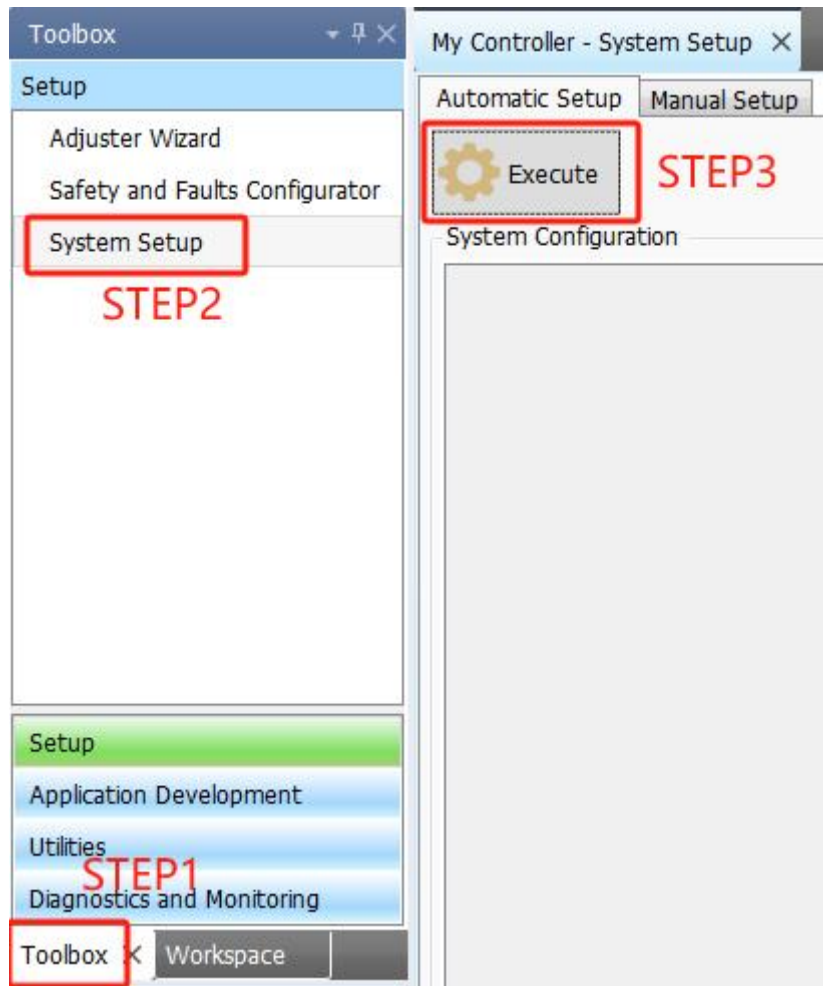 Toolbox
Setup
Adjuster Wizard
Safety and Faults Configurator
System Setup
STEP2
Setup
Application Development
Utilities
STEP1
Diagnostics and Monitoring
Toolbox
Workspace
My Controller - System Setup
Automatic Setup
Manual Setup
Execute
STEP3
System Configuration